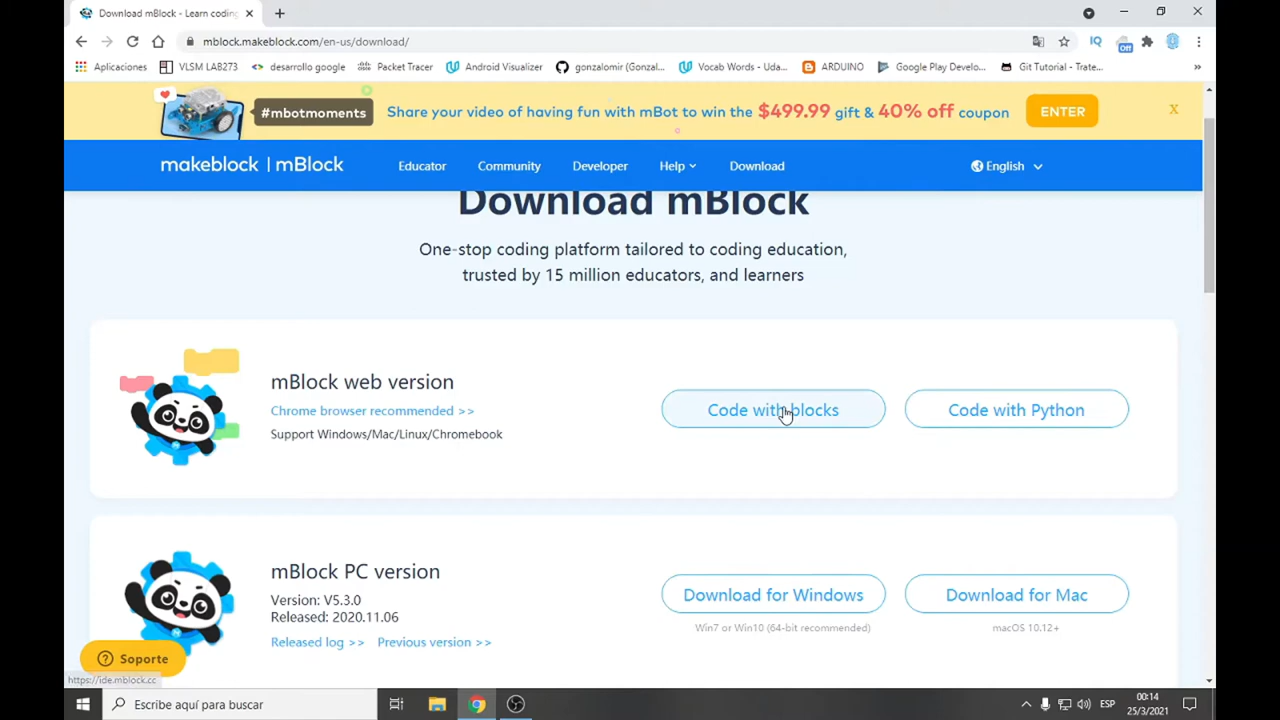 Download mBlock - Learn coding
mblock.makeblock.com/en-us/download/
IQ
Off
Aplicaciones
VLSM LAB273
desarrollo google
Packet Tracer
Android Visualizer
gonzalomir (Gonzal...
Vocab Words - Uda...
ARDUINO
Google Play Develo...
Git Tutorial - Trate...
#mbotmoments
Share your video of having fun with mBot to win the $499.99 gift & 40% off coupon
ENTER
X
makeblock | mBlock
Educator
Community
Developer
Help
Download
English
Download mBlock
One-stop coding platform tailored to coding education,
trusted by 15 million educators, and learners
mBlock web version
Chrome browser recommended >>
Support Windows/Mac/Linux/Chromebook
Code with blocks
Code with Python
mBlock PC version
Version: V5.3.0
Released: 2020.11.06
Released log >>
Previous version >>
Download for Windows
Win7 or Win10 (64-bit recommended)
Download for Mac
macOS 10.12+
Soporte
https://ide.mblock.cc
Escribe aquí para buscar
ESP
00:14
25/3/2021